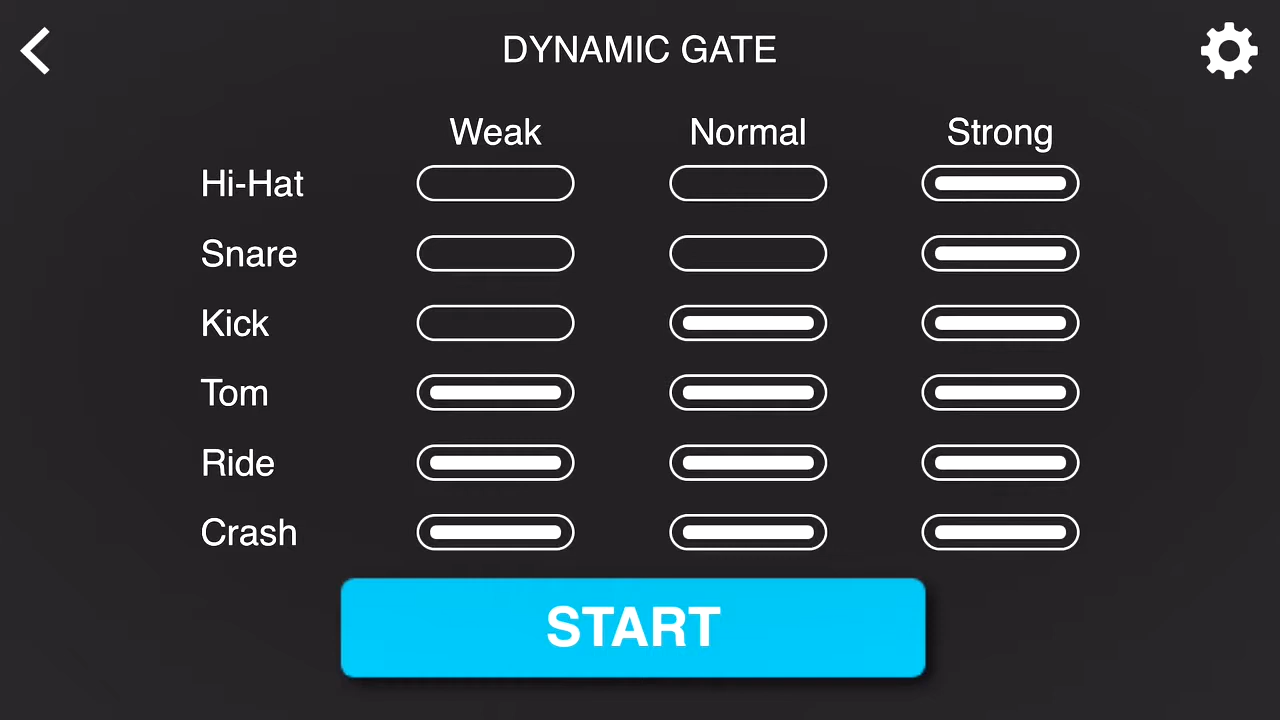 DYNAMIC GATE
Weak Normal Strong
Hi-Hat
Snare
Kick
Tom
Ride
Crash
START